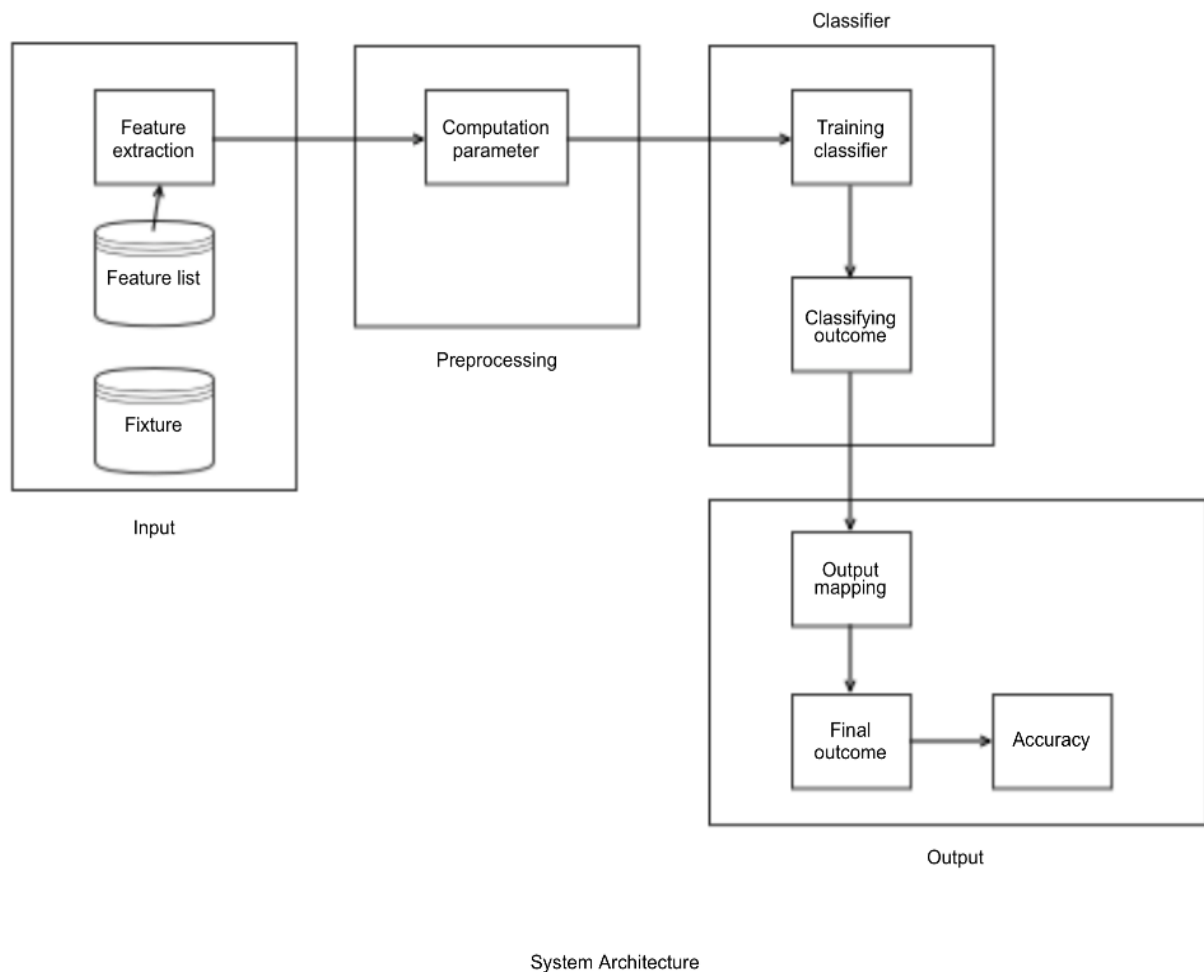 Classifier
Feature
extraction
Computation
parameter
Training
classifier
Feature list
Classifying
outcome
Preprocessing
Fixture
Input
Output
mapping
Final
outcome
Accuracy
Output
System Architecture